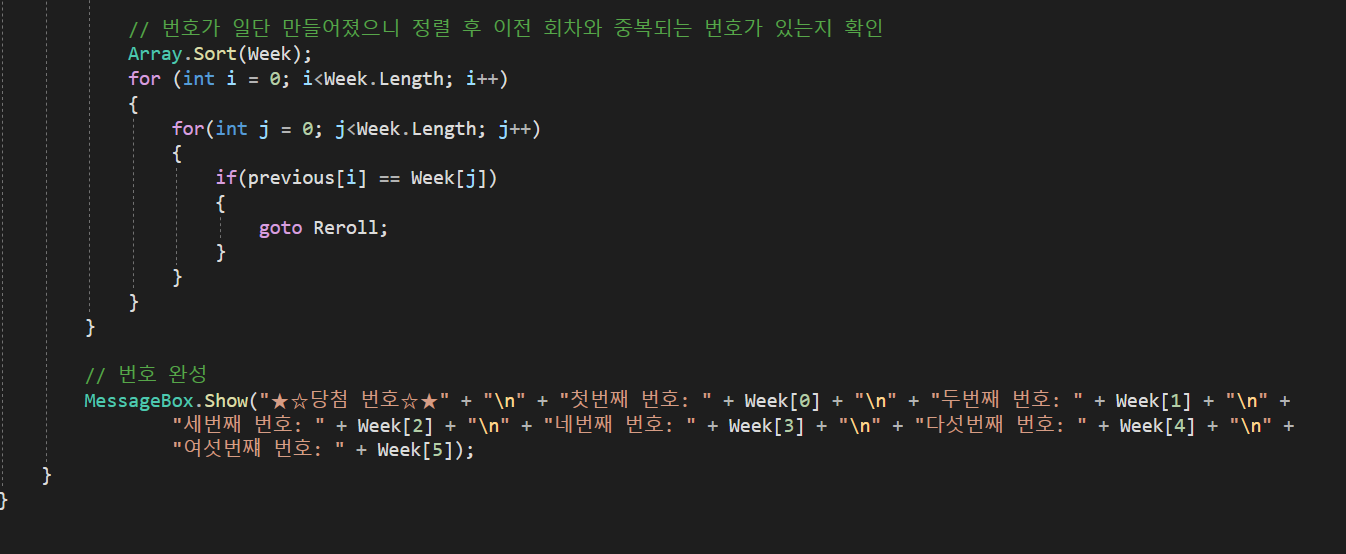 // 번호가 일단 만들어졌으니 정렬 후 이전 회차와 중복되는 번호가 있는지 확인
Array.Sort(Week);
for (int i = 0; i<Week.Length; i++)
{
for(int j = 0; j<Week.Length; j++)
{
if(previous[i] == Week[j])
{
goto Reroll;
}
}
}
}
// 번호 완성
MessageBox.Show("★☆당첨 번호☆★" + "\n" + "첫번째 번호: " + Week[0] + "\n" + "두번째 번호: " + Week[1] + "\n" +
"세번째 번호: " + Week[2] + "\n" + "네번째 번호: " + Week[3] + "\n" + "다섯번째 번호: " + Week[4] + "\n" +
"여섯번째 번호: " + Week[5]);
}
}